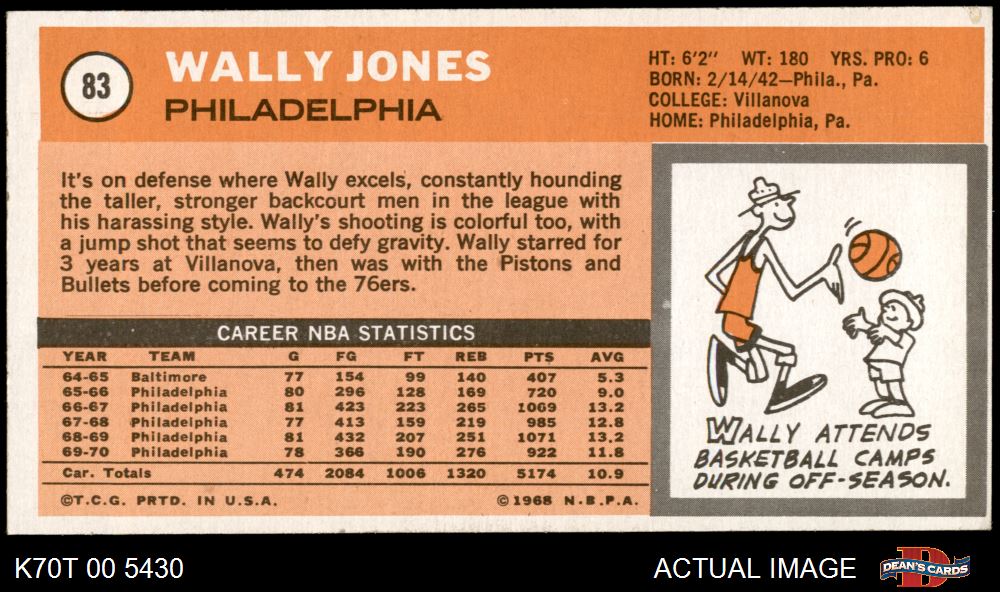 83
WALLY JONES
PHILADELPHIA
HT: 6'2" WT: 180 YRS. PRO: 6
BORN: 2/14/42—Phila., Pa.
COLLEGE: Villanova
HOME: Philadelphia, Pa.
It's on defense where Wally excels, constantly hounding
the taller, stronger backcourt men in the league with
his harassing style. Wally's shooting is colorful too, with
a jump shot that seems to defy gravity. Wally starred for
3 years at Villanova, then was with the Pistons and
Bullets before coming to the 76ers.
CAREER NBA STATISTICS
YEAR TEAM G FG FT REB PTS AVG
64-65 Baltimore 77 154 99 140 407 5.3
65-66 Philadelphia 80 296 128 169 720 9.0
66-67 Philadelphia 81 423 223 265 1069 13.2
67-68 Philadelphia 77 413 159 219 985 12.8
68-69 Philadelphia 81 432 207 251 1071 13.2
69-70 Philadelphia 78 366 190 276 922 11.8
Car. Totals 474 2084 1006 1320 5174 10.9
©T.C.G. PRTD. IN U.S.A. ©1968 N.B.P.A.
WALLY ATTENDS
BASKETBALL CAMPS
DURING OFF-SEASON.
K70T 00 5430
ACTUAL IMAGE
D
DEAN'S CARDS